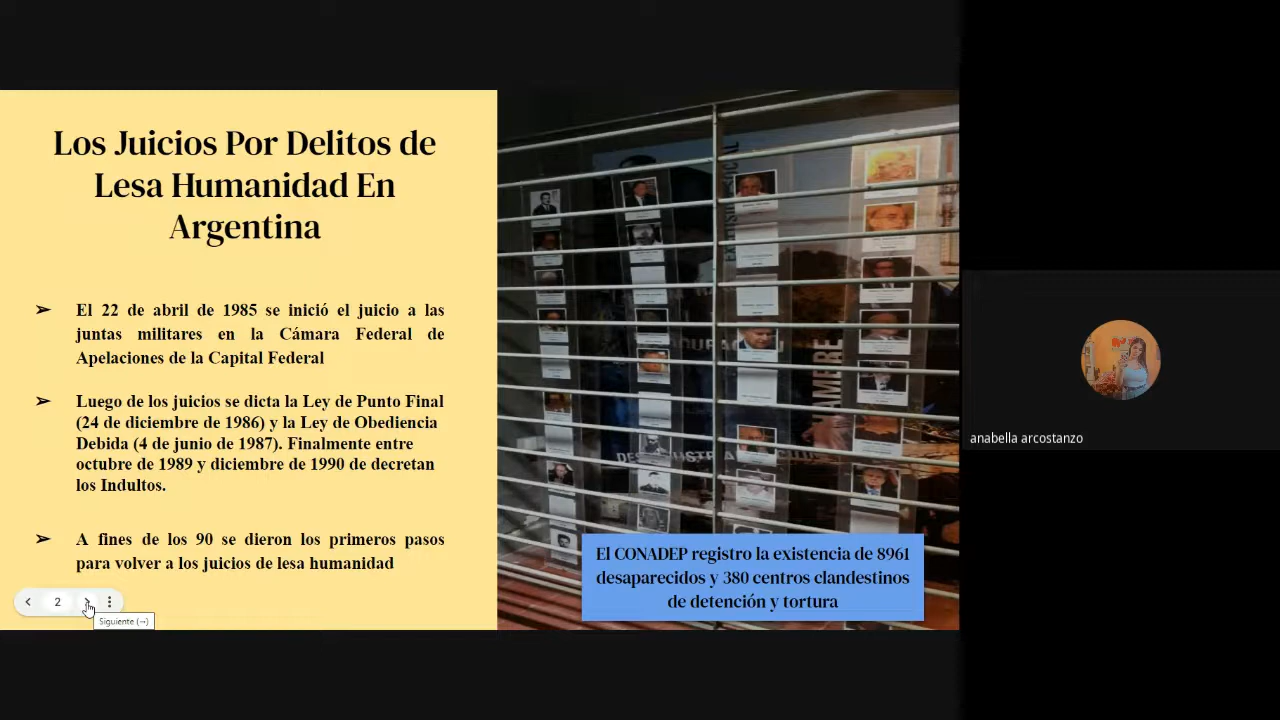 Los Juicios Por Delitos de
Lesa Humanidad En
Argentina
➢ El 22 de abril de 1985 se inició el juicio a las
juntas militares en la Cámara Federal de
Apelaciones de la Capital Federal
➢ Luego de los juicios se dicta la Ley de Punto Final
(24 de diciembre de 1986) y la Ley de Obediencia
Debida (4 de junio de 1987). Finalmente entre
octubre de 1989 y diciembre de 1990 de decretan
los Indultos.
➢ A fines de los 90 se dieron los primeros pasos
para volver a los juicios de lesa humanidad
2
Siguiente (→)
El CONADEP registro la existencia de 8961
desaparecidos y 380 centros clandestinos
de detención y tortura
anabella arcostanzo